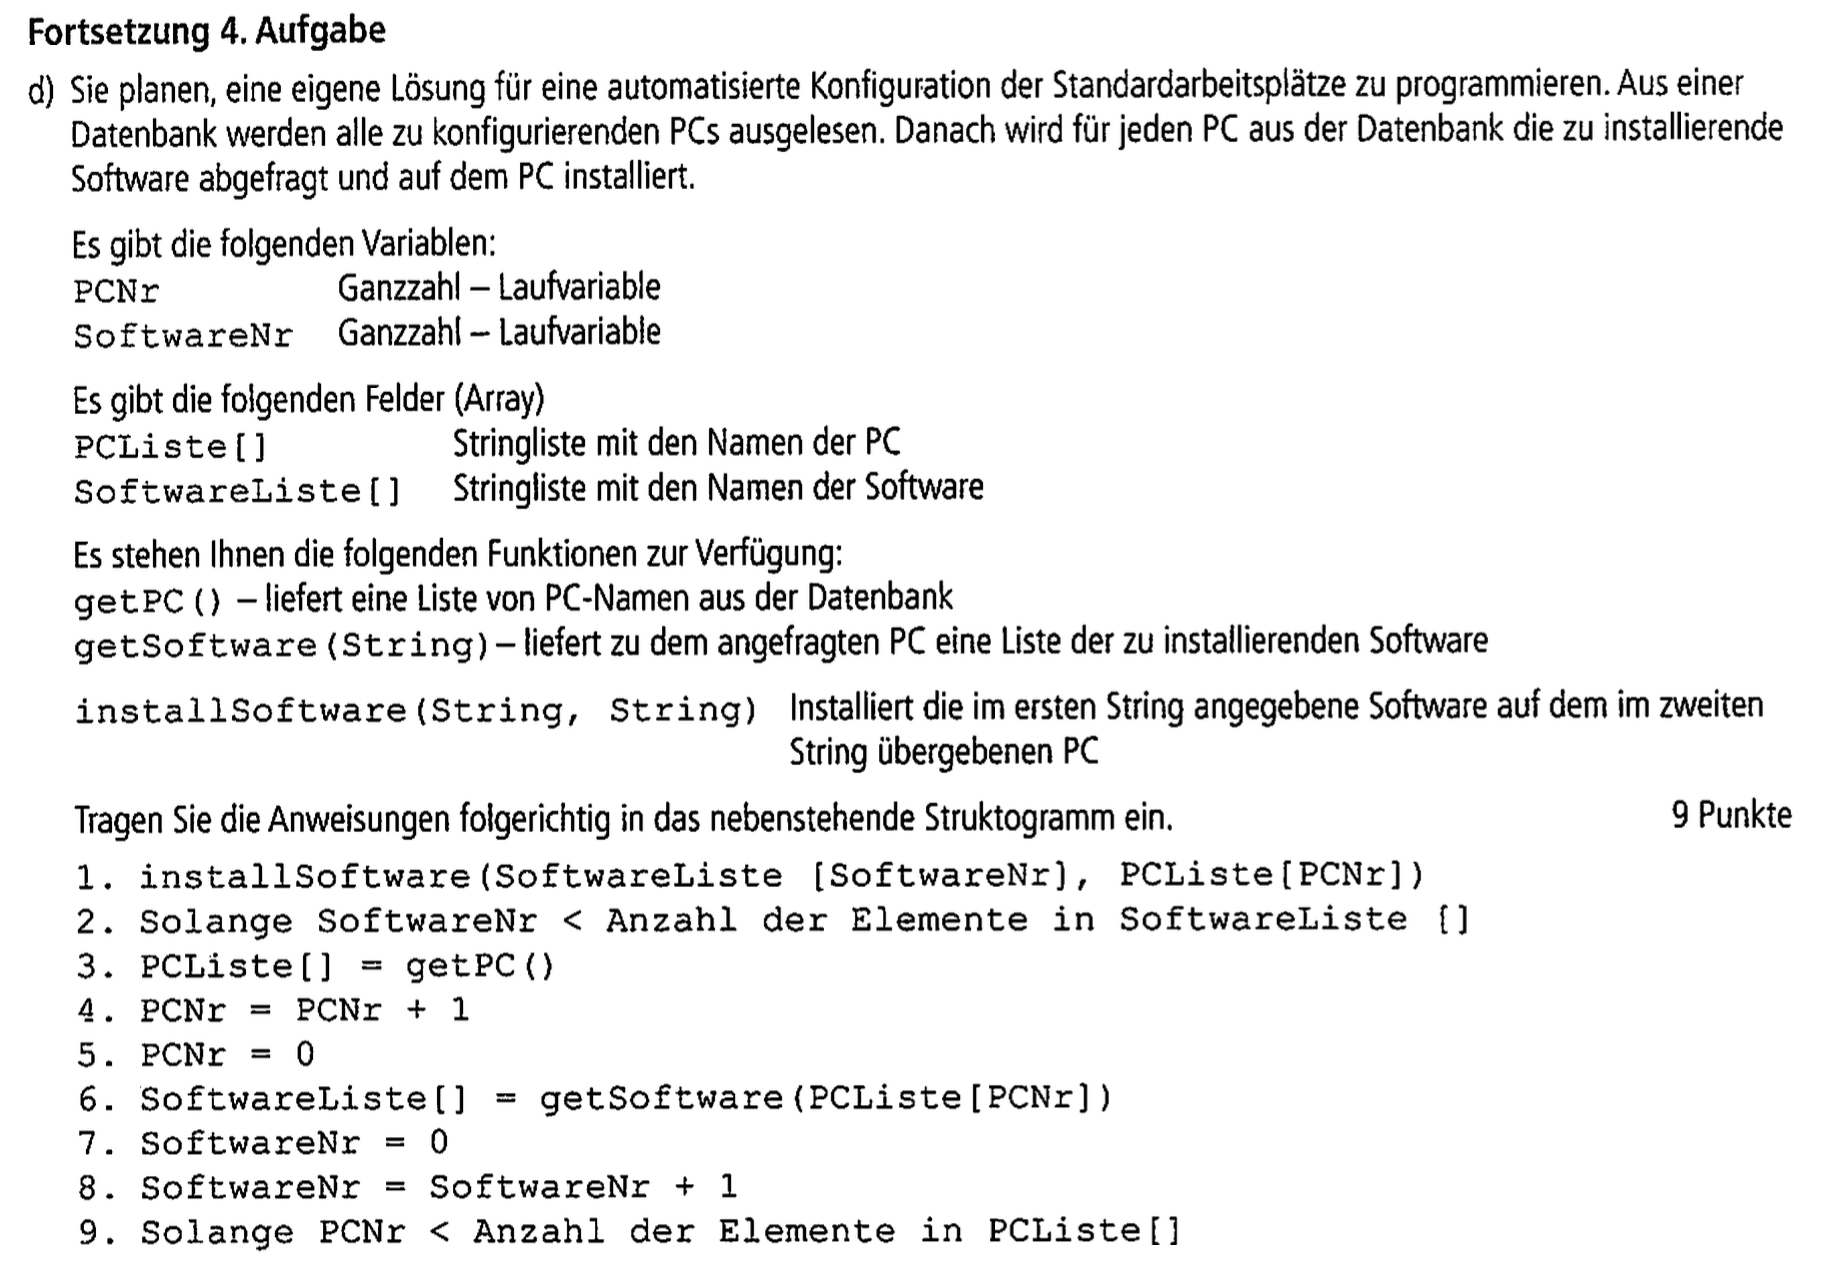 Fortsetzung 4. Aufgabe
d) Sie planen, eine eigene Lösung für eine automatisierte Konfiguration der Standardarbeitsplätze zu programmieren. Aus einer
Datenbank werden alle zu konfigurierenden PCs ausgelesen. Danach wird für jeden PC aus der Datenbank die zu installierende
Software abgefragt und auf dem PC installiert.
Es gibt die folgenden Variablen:
PCNr Ganzzahl – Laufvariable
SoftwareNr Ganzzahl – Laufvariable
Es gibt die folgenden Felder (Array)
PCListe[] Stringliste mit den Namen der PC
SoftwareListe[] Stringliste mit den Namen der Software
Es stehen Ihnen die folgenden Funktionen zur Verfügung:
getPC() – liefert eine Liste von PC-Namen aus der Datenbank
getSoftware(String) – liefert zu dem angefragten PC eine Liste der zu installierenden Software
installSoftware(String, String) Installiert die im ersten String angegebene Software auf dem im zweiten
String übergebenen PC
Tragen Sie die Anweisungen folgerichtig in das nebenstehende Struktogramm ein. 9 Punkte
1. installSoftware(SoftwareListe [SoftwareNr], PCListe[PCNr])
2. Solange SoftwareNr < Anzahl der Elemente in SoftwareListe []
3. PCListe[] = getPC()
4. PCNr = PCNr + 1
5. PCNr = 0
6. SoftwareListe[] = getSoftware(PCListe[PCNr])
7. SoftwareNr = 0
8. SoftwareNr = SoftwareNr + 1
9. Solange PCNr < Anzahl der Elemente in PCListe[]